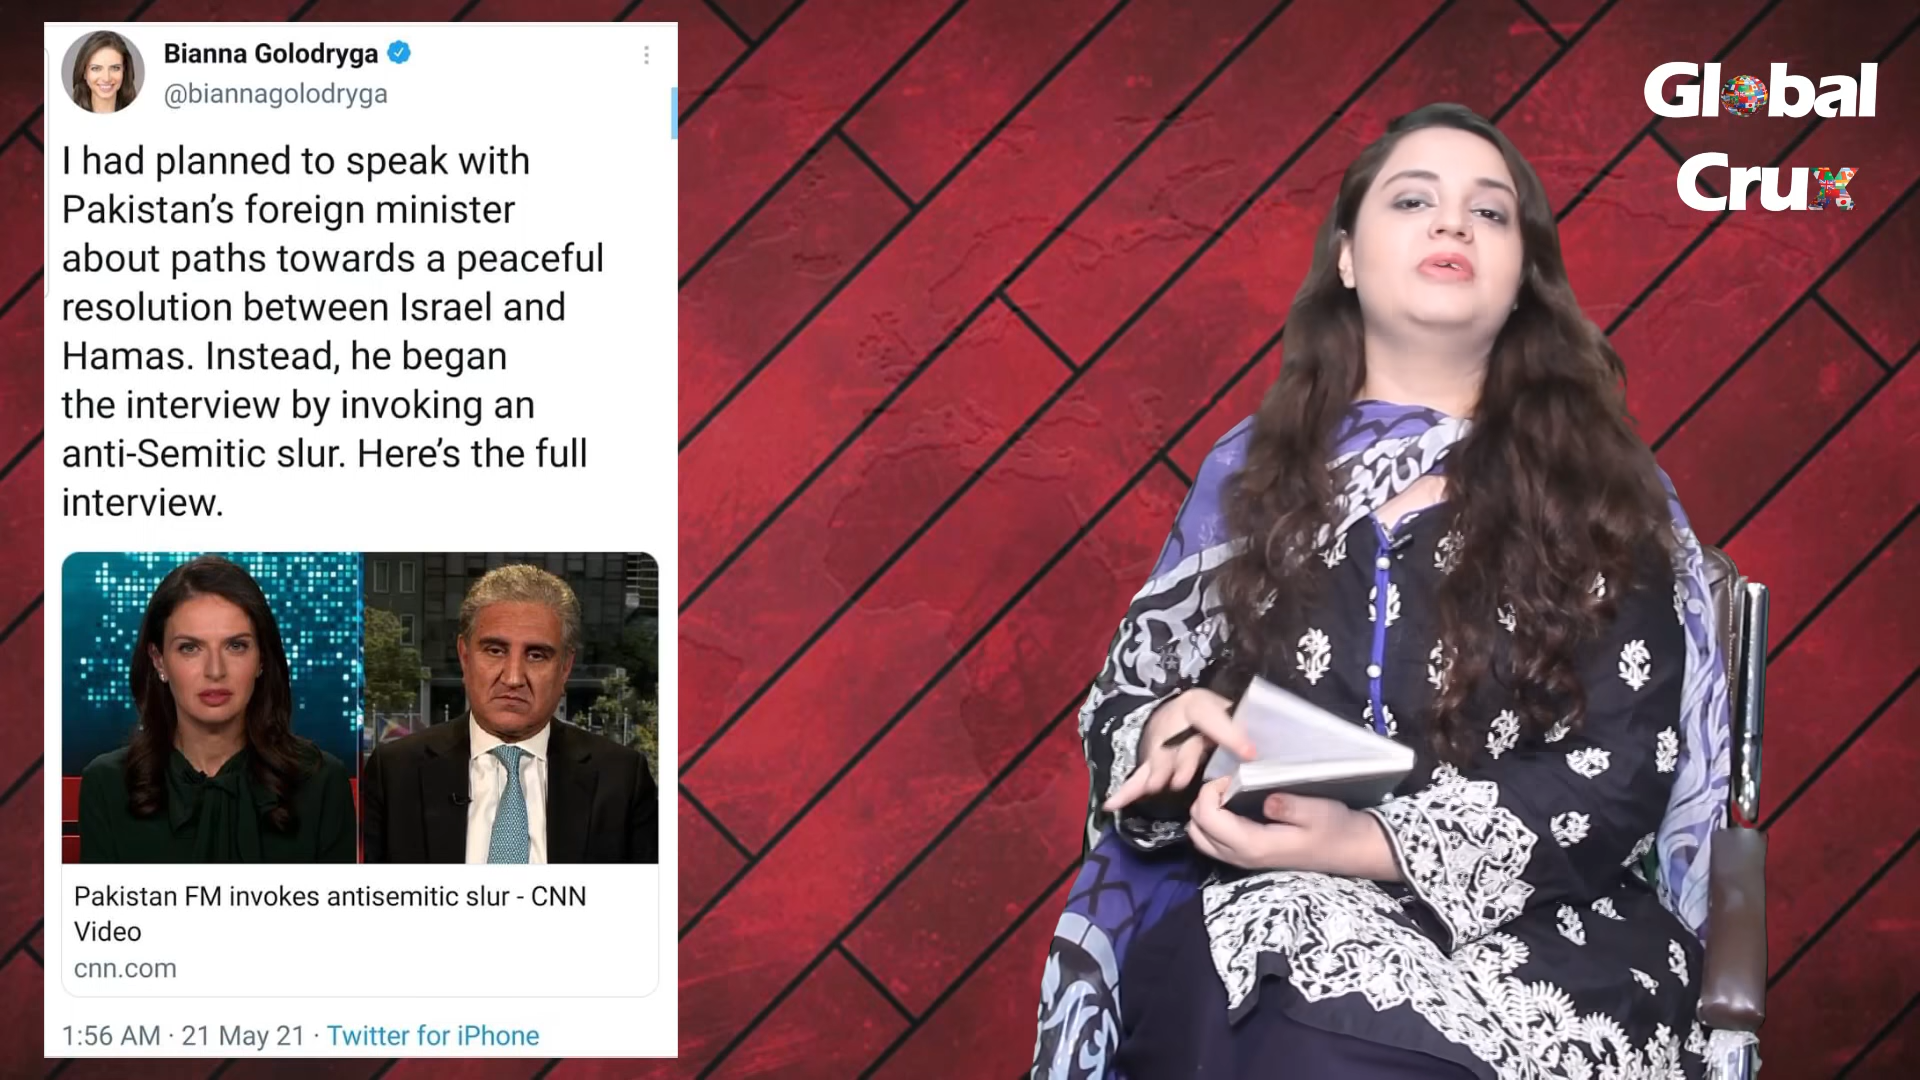 Bianna Golodryga
@biannagolodryga
I had planned to speak with
Pakistan's foreign minister
about paths towards a peaceful
resolution between Israel and
Hamas. Instead, he began
the interview by invoking an
anti-Semitic slur. Here's the full
interview.
Pakistan FM invokes antisemitic slur - CNN
Video
cnn.com
1:56 AM · 21 May 21 · Twitter for iPhone
Global
Crux